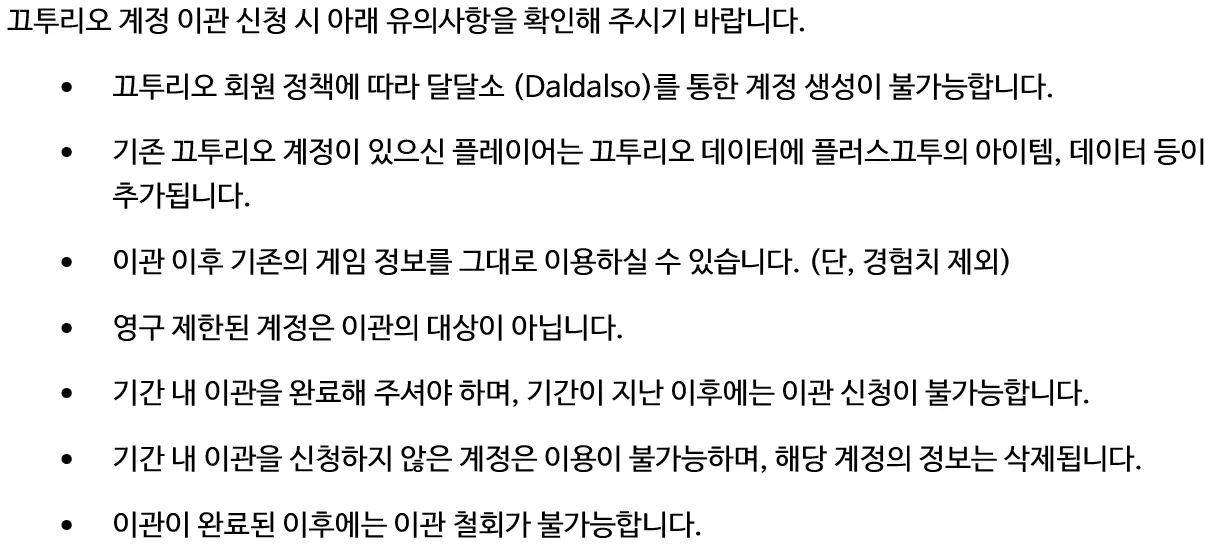 끄투리오 계정 이관 신청 시 아래 유의사항을 확인해 주시기 바랍니다.
• 끄투리오 회원 정책에 따라 달달소 (Daldalso)를 통한 계정 생성이 불가능합니다.
• 기존 끄투리오 계정이 있으신 플레이어는 끄투리오 데이터에 플러스끄투의 아이템, 데이터 등이
추가됩니다.
• 이관 이후 기존의 게임 정보를 그대로 이용하실 수 있습니다. (단, 경험치 제외)
• 영구 제한된 계정은 이관의 대상이 아닙니다.
• 기간 내 이관을 완료해 주셔야 하며, 기간이 지난 이후에는 이관 신청이 불가능합니다.
• 기간 내 이관을 신청하지 않은 계정은 이용이 불가능하며, 해당 계정의 정보는 삭제됩니다.
• 이관이 완료된 이후에는 이관 철회가 불가능합니다.